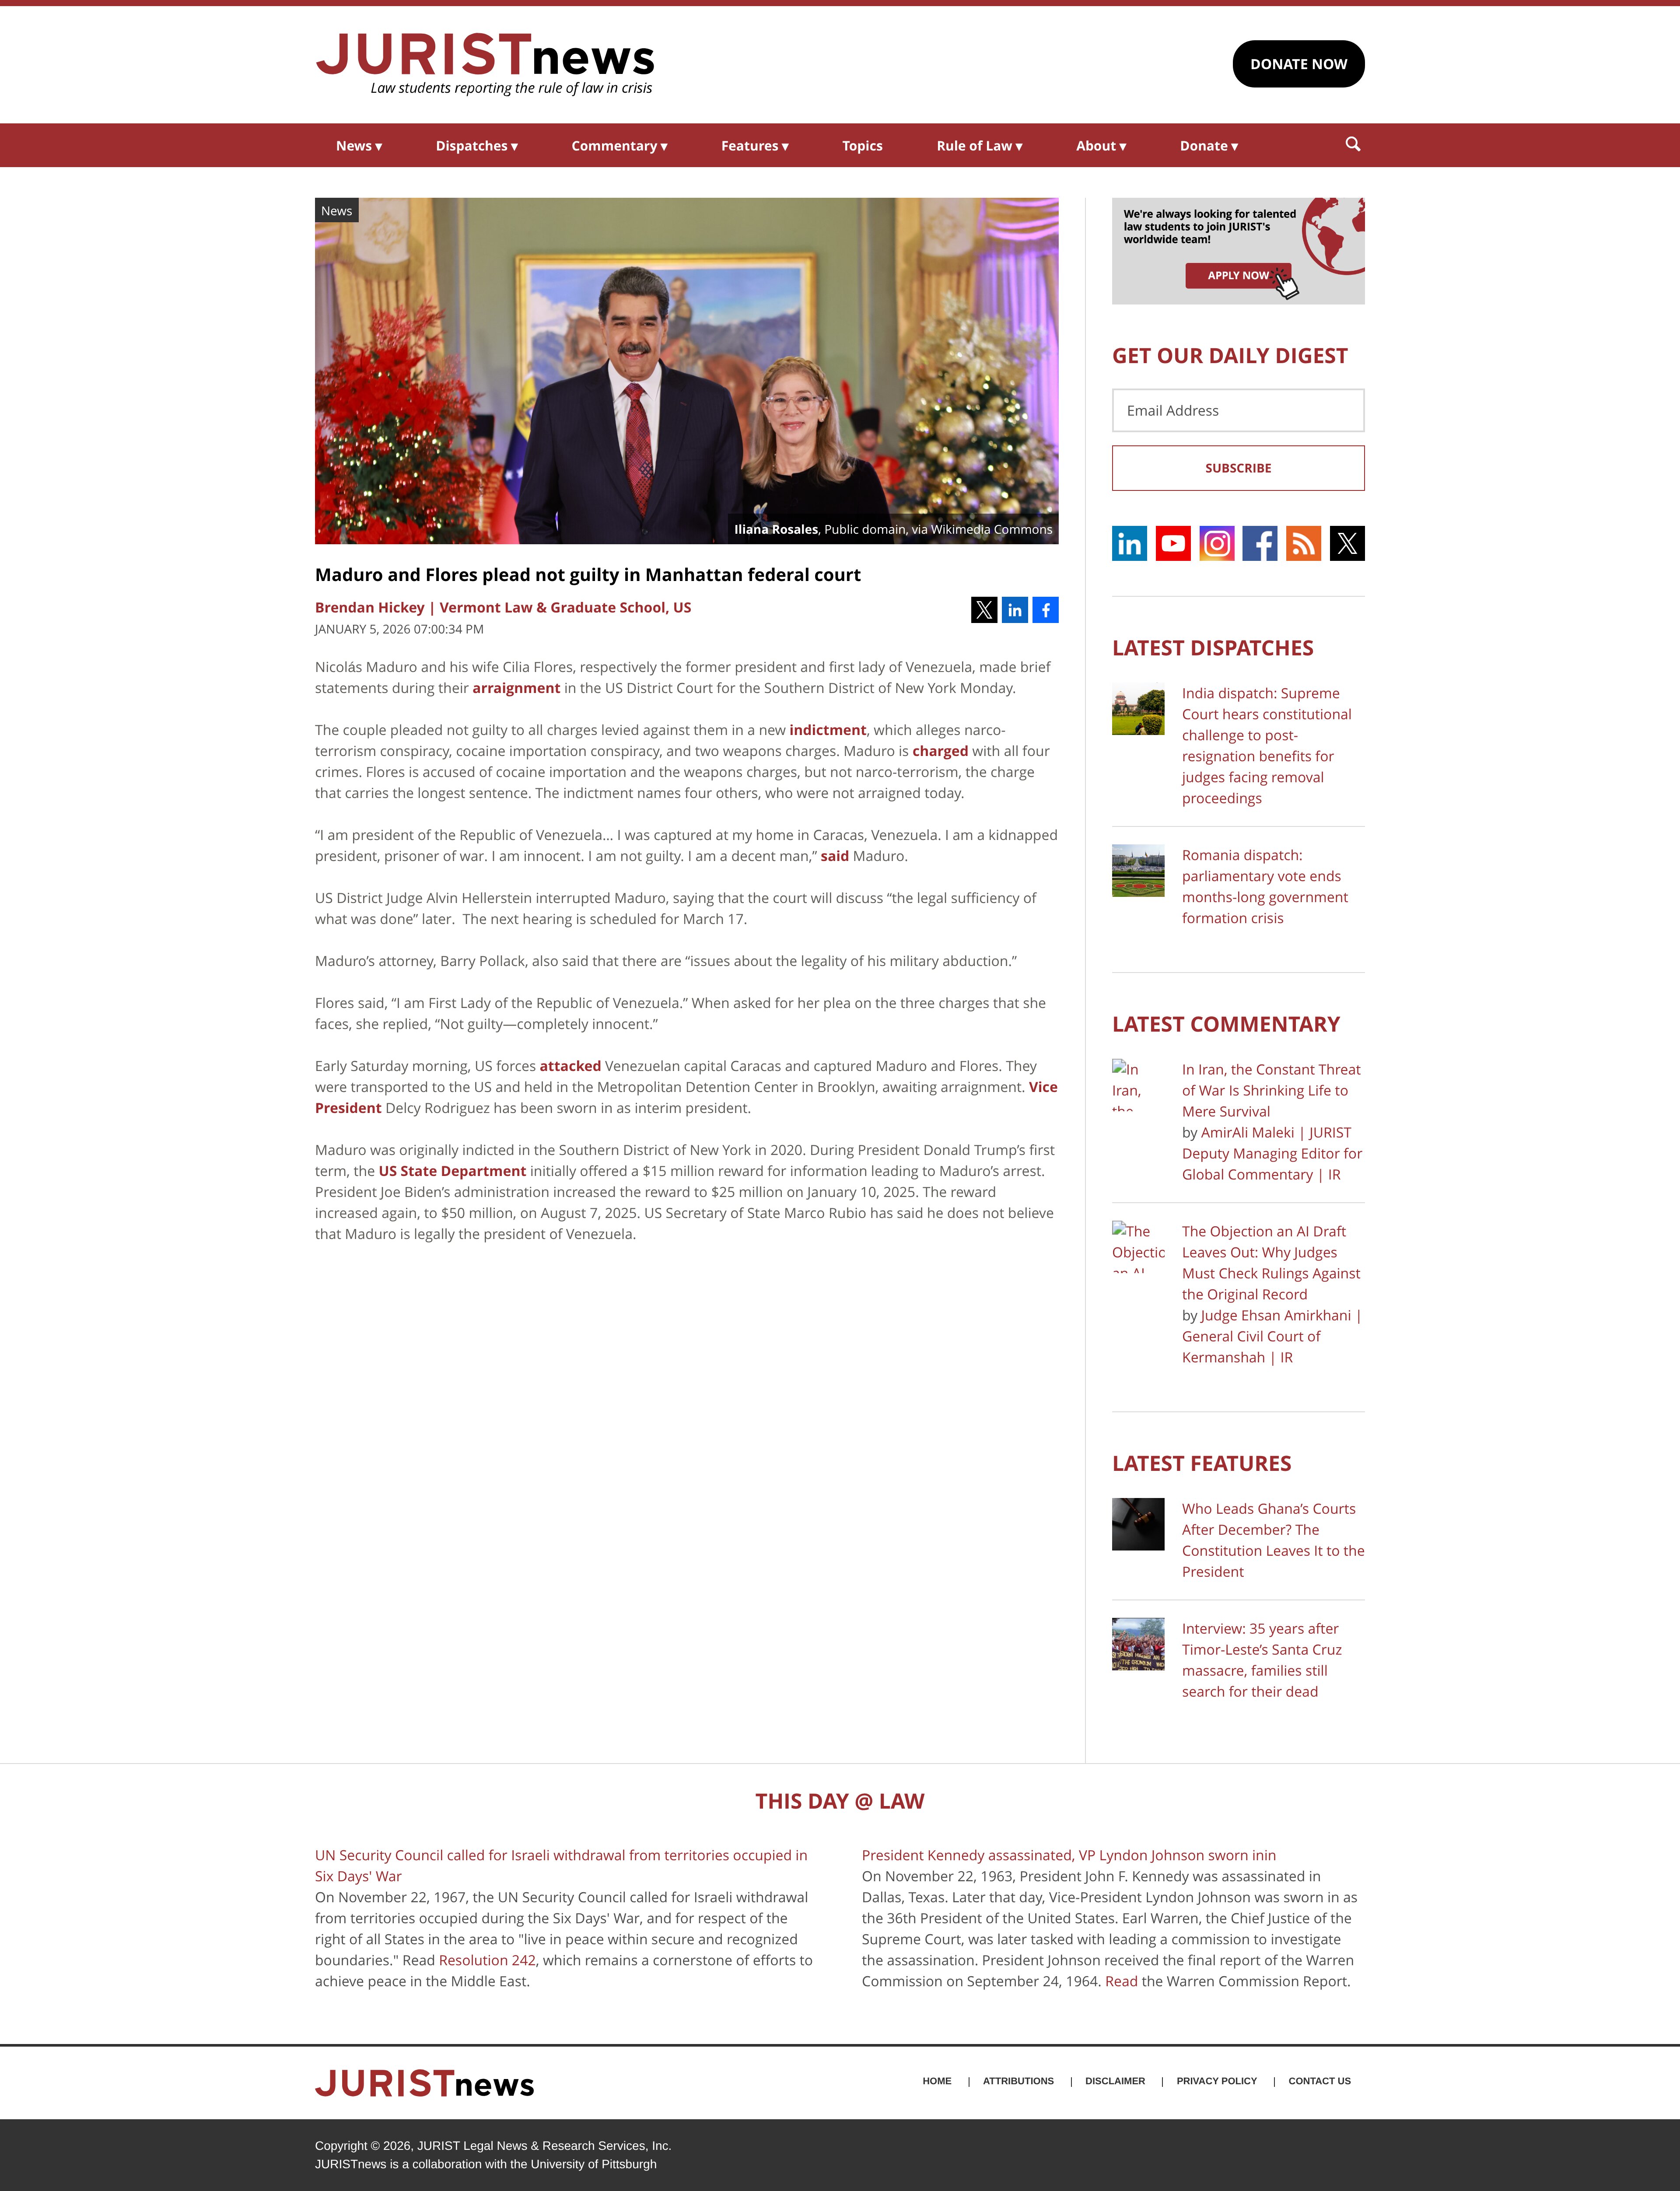 JURISTnews
Law students reporting the rule of law in crisis
DONATE NOW
News ▾
Dispatches ▾
Commentary ▾
Features ▾
Topics
Rule of Law ▾
About ▾
Donate ▾
News
Iliana Rosales, Public domain, via Wikimedia Commons
Maduro and Flores plead not guilty in Manhattan federal court
Brendan Hickey | Vermont Law & Graduate School, US
JANUARY 5, 2026 07:00:34 PM
Nicolás Maduro and his wife Cilia Flores, respectively the former president and first lady of Venezuela, made brief
statements during their arraignment in the US District Court for the Southern District of New York Monday.
The couple pleaded not guilty to all charges levied against them in a new indictment, which alleges narco-
terrorism conspiracy, cocaine importation conspiracy, and two weapons charges. Maduro is charged with all four
crimes. Flores is accused of cocaine importation and the weapons charges, but not narco-terrorism, the charge
that carries the longest sentence. The indictment names four others, who were not arraigned today.
“I am president of the Republic of Venezuela… I was captured at my home in Caracas, Venezuela. I am a kidnapped
president, prisoner of war. I am innocent. I am not guilty. I am a decent man,” said Maduro.
US District Judge Alvin Hellerstein interrupted Maduro, saying that the court will discuss “the legal sufficiency of
what was done” later.  The next hearing is scheduled for March 17.
Maduro’s attorney, Barry Pollack, also said that there are “issues about the legality of his military abduction.”
Flores said, “I am First Lady of the Republic of Venezuela.” When asked for her plea on the three charges that she
faces, she replied, “Not guilty—completely innocent.”
Early Saturday morning, US forces attacked Venezuelan capital Caracas and captured Maduro and Flores. They
were transported to the US and held in the Metropolitan Detention Center in Brooklyn, awaiting arraignment. Vice
President Delcy Rodriguez has been sworn in as interim president.
Maduro was originally indicted in the Southern District of New York in 2020. During President Donald Trump’s first
term, the US State Department initially offered a $15 million reward for information leading to Maduro’s arrest.
President Joe Biden’s administration increased the reward to $25 million on January 10, 2025. The reward
increased again, to $50 million, on August 7, 2025. US Secretary of State Marco Rubio has said he does not believe
that Maduro is legally the president of Venezuela.
We're always looking for talented
law students to join JURIST's
worldwide team!
APPLY NOW
GET OUR DAILY DIGEST
Email Address
SUBSCRIBE
LATEST DISPATCHES
India dispatch: Supreme
Court hears constitutional
challenge to post-
resignation benefits for
judges facing removal
proceedings
Romania dispatch:
parliamentary vote ends
months-long government
formation crisis
LATEST COMMENTARY
In
Iran,
the
In Iran, the Constant Threat
of War Is Shrinking Life to
Mere Survival
by AmirAli Maleki | JURIST
Deputy Managing Editor for
Global Commentary | IR
The
Objectio
an AI
The Objection an AI Draft
Leaves Out: Why Judges
Must Check Rulings Against
the Original Record
by Judge Ehsan Amirkhani |
General Civil Court of
Kermanshah | IR
LATEST FEATURES
Who Leads Ghana’s Courts
After December? The
Constitution Leaves It to the
President
Interview: 35 years after
Timor-Leste’s Santa Cruz
massacre, families still
search for their dead
THIS DAY @ LAW
UN Security Council called for Israeli withdrawal from territories occupied in
Six Days' War
On November 22, 1967, the UN Security Council called for Israeli withdrawal
from territories occupied during the Six Days' War, and for respect of the
right of all States in the area to "live in peace within secure and recognized
boundaries." Read Resolution 242, which remains a cornerstone of efforts to
achieve peace in the Middle East.
President Kennedy assassinated, VP Lyndon Johnson sworn inin
On November 22, 1963, President John F. Kennedy was assassinated in
Dallas, Texas. Later that day, Vice-President Lyndon Johnson was sworn in as
the 36th President of the United States. Earl Warren, the Chief Justice of the
Supreme Court, was later tasked with leading a commission to investigate
the assassination. President Johnson received the final report of the Warren
Commission on September 24, 1964. Read the Warren Commission Report.
JURISTnews
HOME | ATTRIBUTIONS | DISCLAIMER | PRIVACY POLICY | CONTACT US
Copyright © 2026, JURIST Legal News & Research Services, Inc.
JURISTnews is a collaboration with the University of Pittsburgh